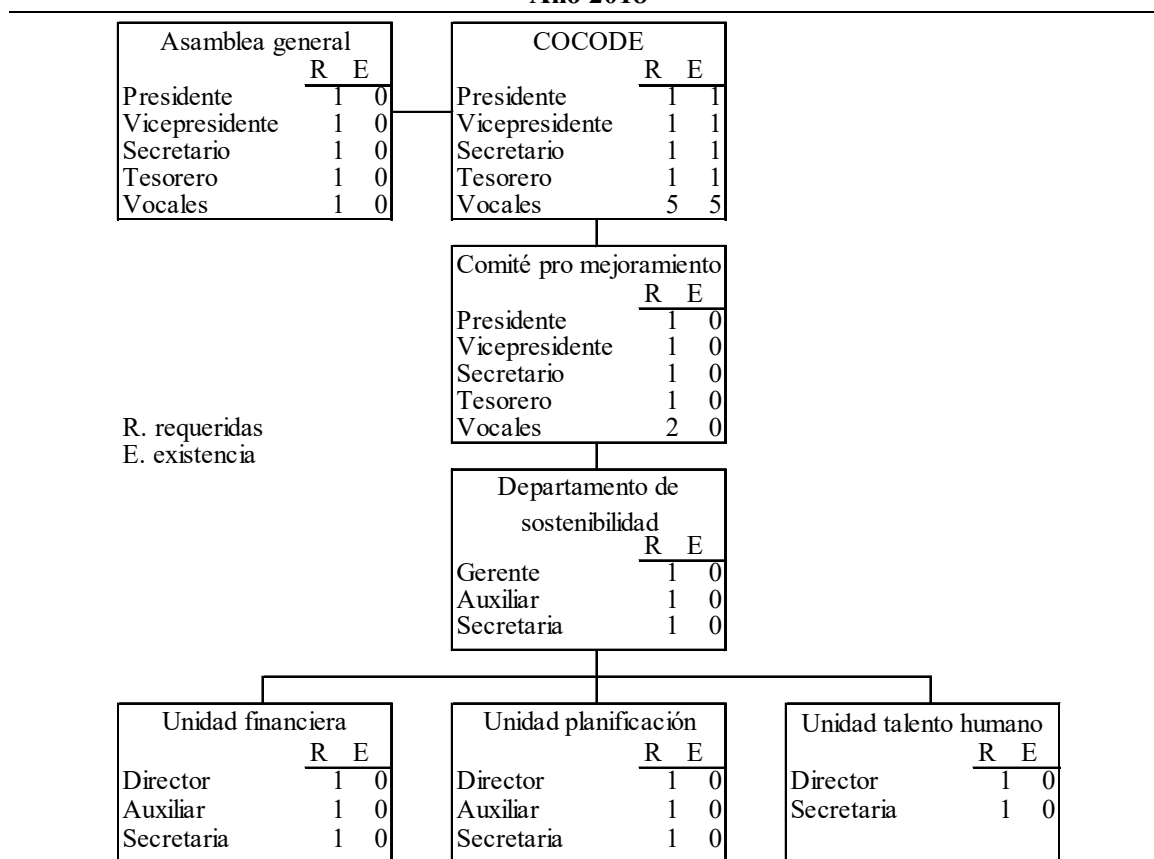 Año 2018
Asamblea general
R E
Presidente 1 0
Vicepresidente 1 0
Secretario 1 0
Tesorero 1 0
Vocales 1 0
COCODE
R E
Presidente 1 1
Vicepresidente 1 1
Secretario 1 1
Tesorero 1 1
Vocales 5 5
Comité pro mejoramiento
R E
Presidente 1 0
Vicepresidente 1 0
Secretario 1 0
Tesorero 1 0
Vocales 2 0
R. requeridas
E. existencia
Departamento de
sostenibilidad
R E
Gerente 1 0
Auxiliar 1 0
Secretaria 1 0
Unidad financiera
R E
Director 1 0
Auxiliar 1 0
Secretaria 1 0
Unidad planificación
R E
Director 1 0
Auxiliar 1 0
Secretaria 1 0
Unidad talento humano
R E
Director 1 0
Secretaria 1 0